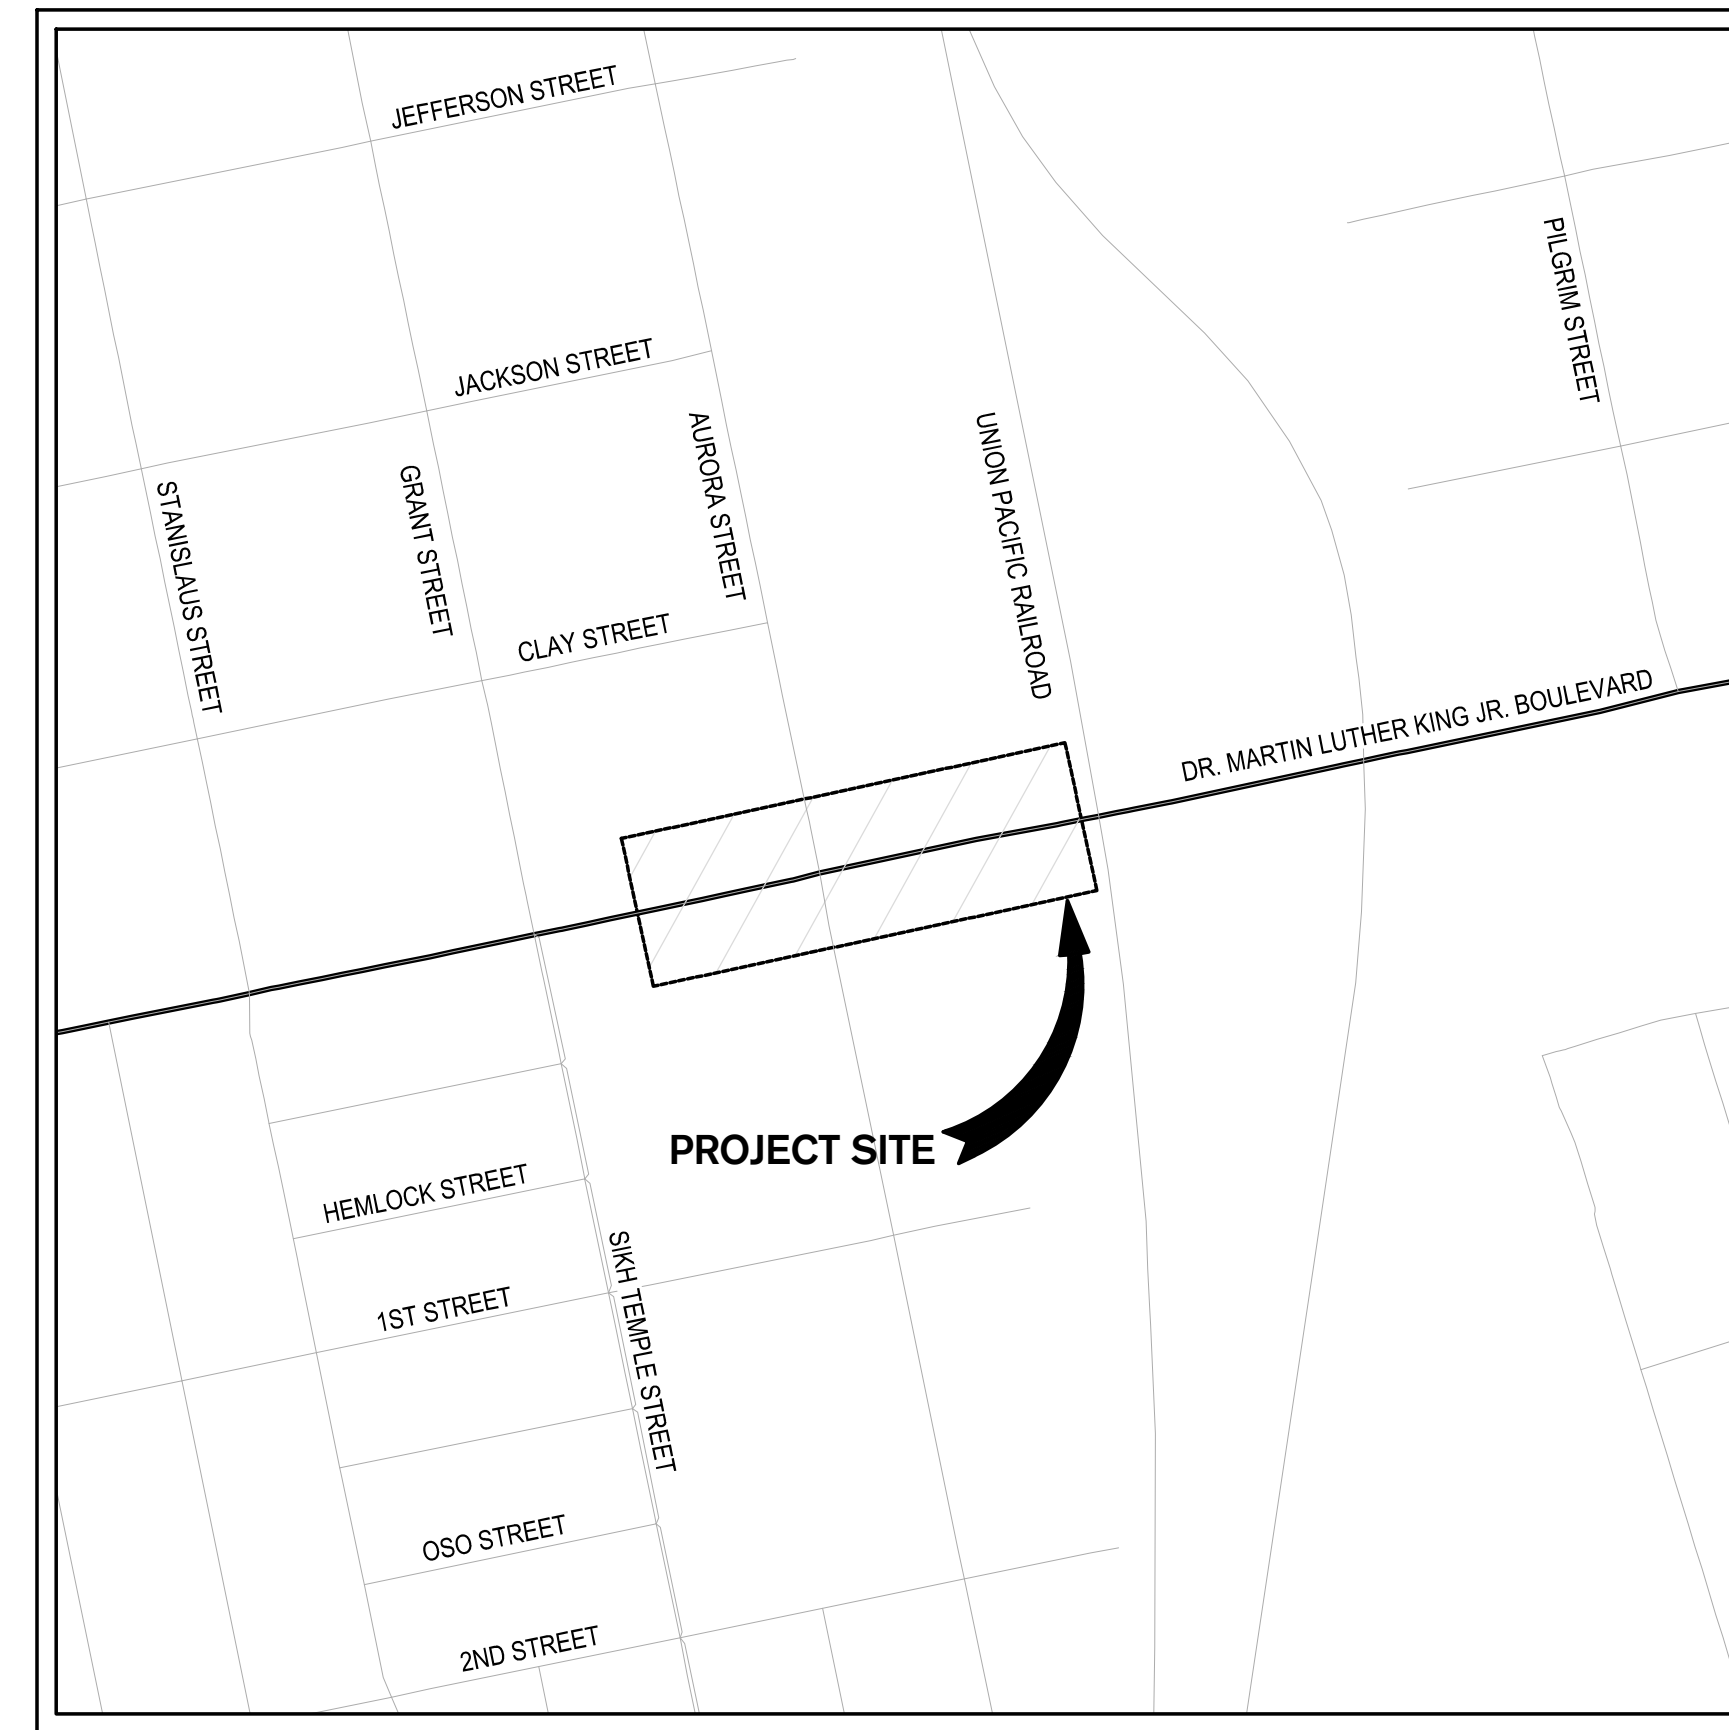 JEFFERSON STREET
PILGRIM STREET
JACKSON STREET
AURORA STREET
UNION PACIFIC RAILROAD
GRANT STREET
STANISLAUS STREET
CLAY STREET
DR. MARTIN LUTHER KING JR. BOULEVARD
PROJECT SITE
HEMLOCK STREET
SIKH TEMPLE STREET
1ST STREET
OSO STREET
2ND STREET